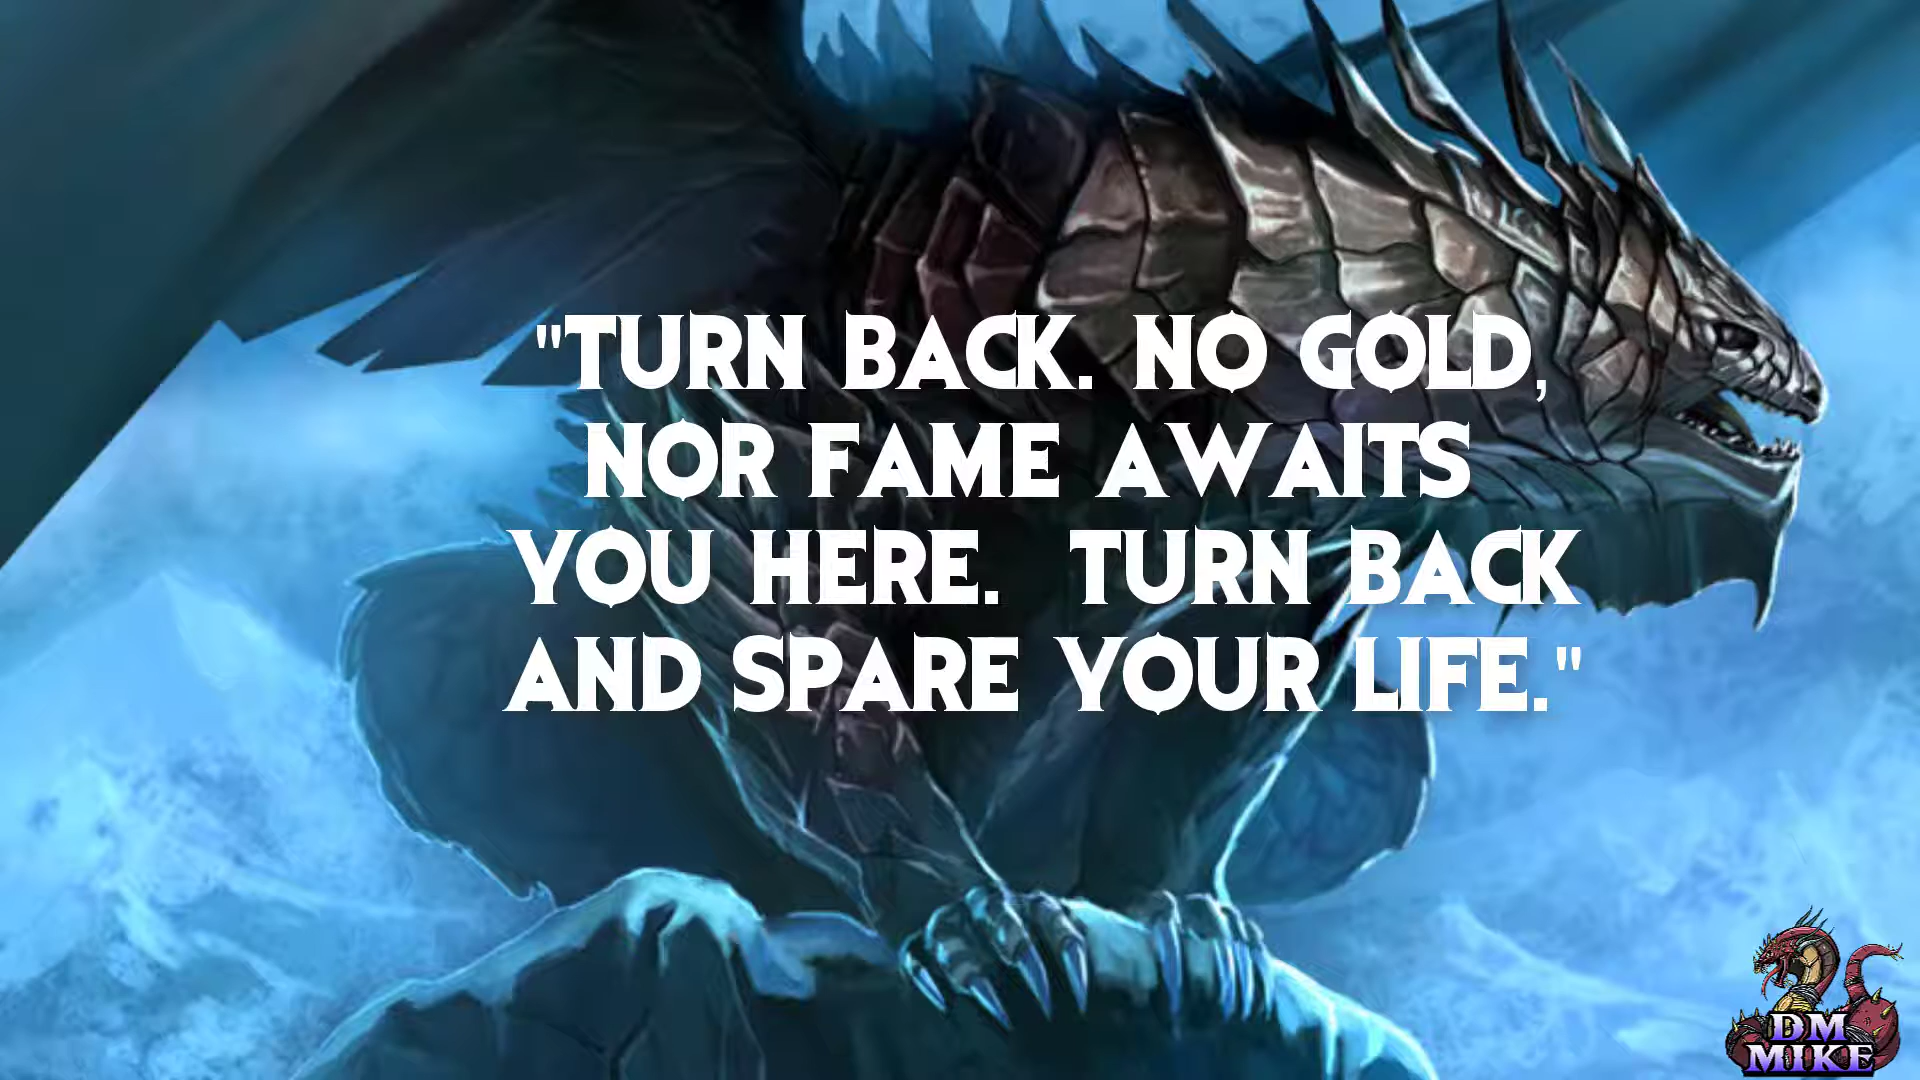 "TURN BACK. NO GOLD,
NOR FAME AWAITS
YOU HERE. TURN BACK
AND SPARE YOUR LIFE."
DM
MIKE